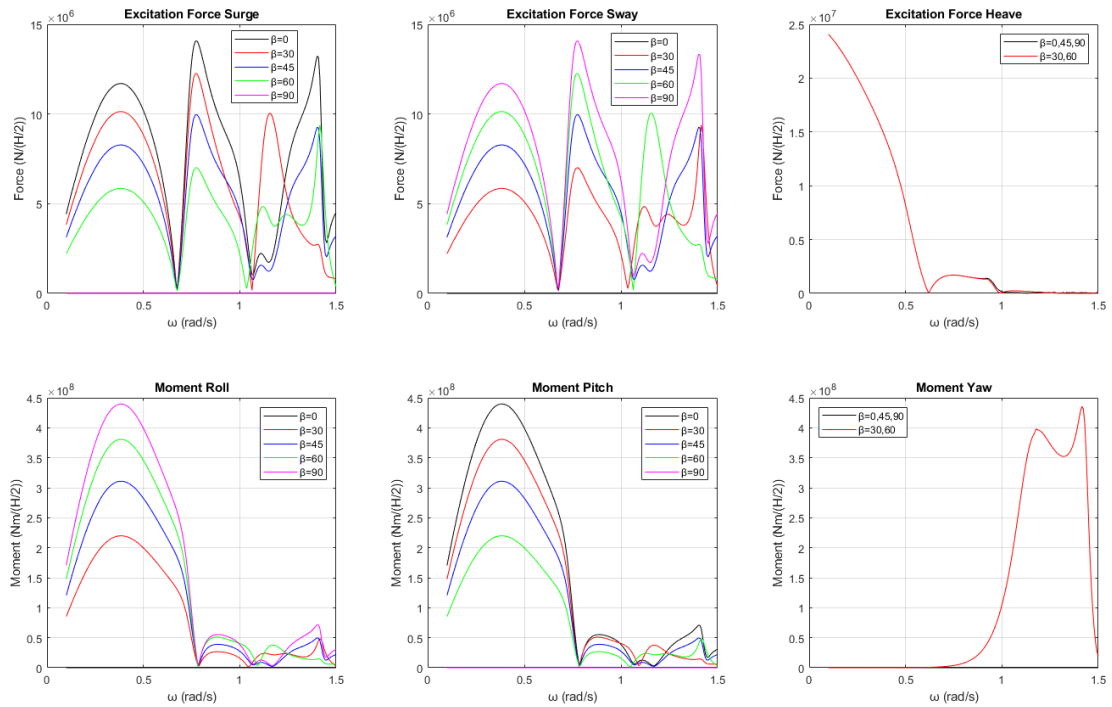 Excitation Force Surge
×10^6
15
10
5
0
Force (N/(H/2))
β=0
β=30
β=45
β=60
β=90
0 0.5 1 1.5
ω (rad/s)
Excitation Force Sway
×10^6
15
10
5
0
Force (N/(H/2))
β=0
β=30
β=45
β=60
β=90
0 0.5 1 1.5
ω (rad/s)
Excitation Force Heave
×10^7
2.5
2
1.5
1
0.5
0
Force (N/(H/2))
β=0,45,90
β=30,60
0 0.5 1 1.5
ω (rad/s)
Moment Roll
×10^8
4.5
4
3.5
3
2.5
2
1.5
1
0.5
0
Moment (Nm/(H/2))
β=0
β=30
β=45
β=60
β=90
0 0.5 1 1.5
ω (rad/s)
Moment Pitch
×10^8
4.5
4
3.5
3
2.5
2
1.5
1
0.5
0
Moment (Nm/(H/2))
β=0
β=30
β=45
β=60
β=90
0 0.5 1 1.5
ω (rad/s)
Moment Yaw
×10^8
4.5
4
3.5
3
2.5
2
1.5
1
0.5
0
Moment (Nm/(H/2))
β=0,45,90
β=30,60
0 0.5 1 1.5
ω (rad/s)